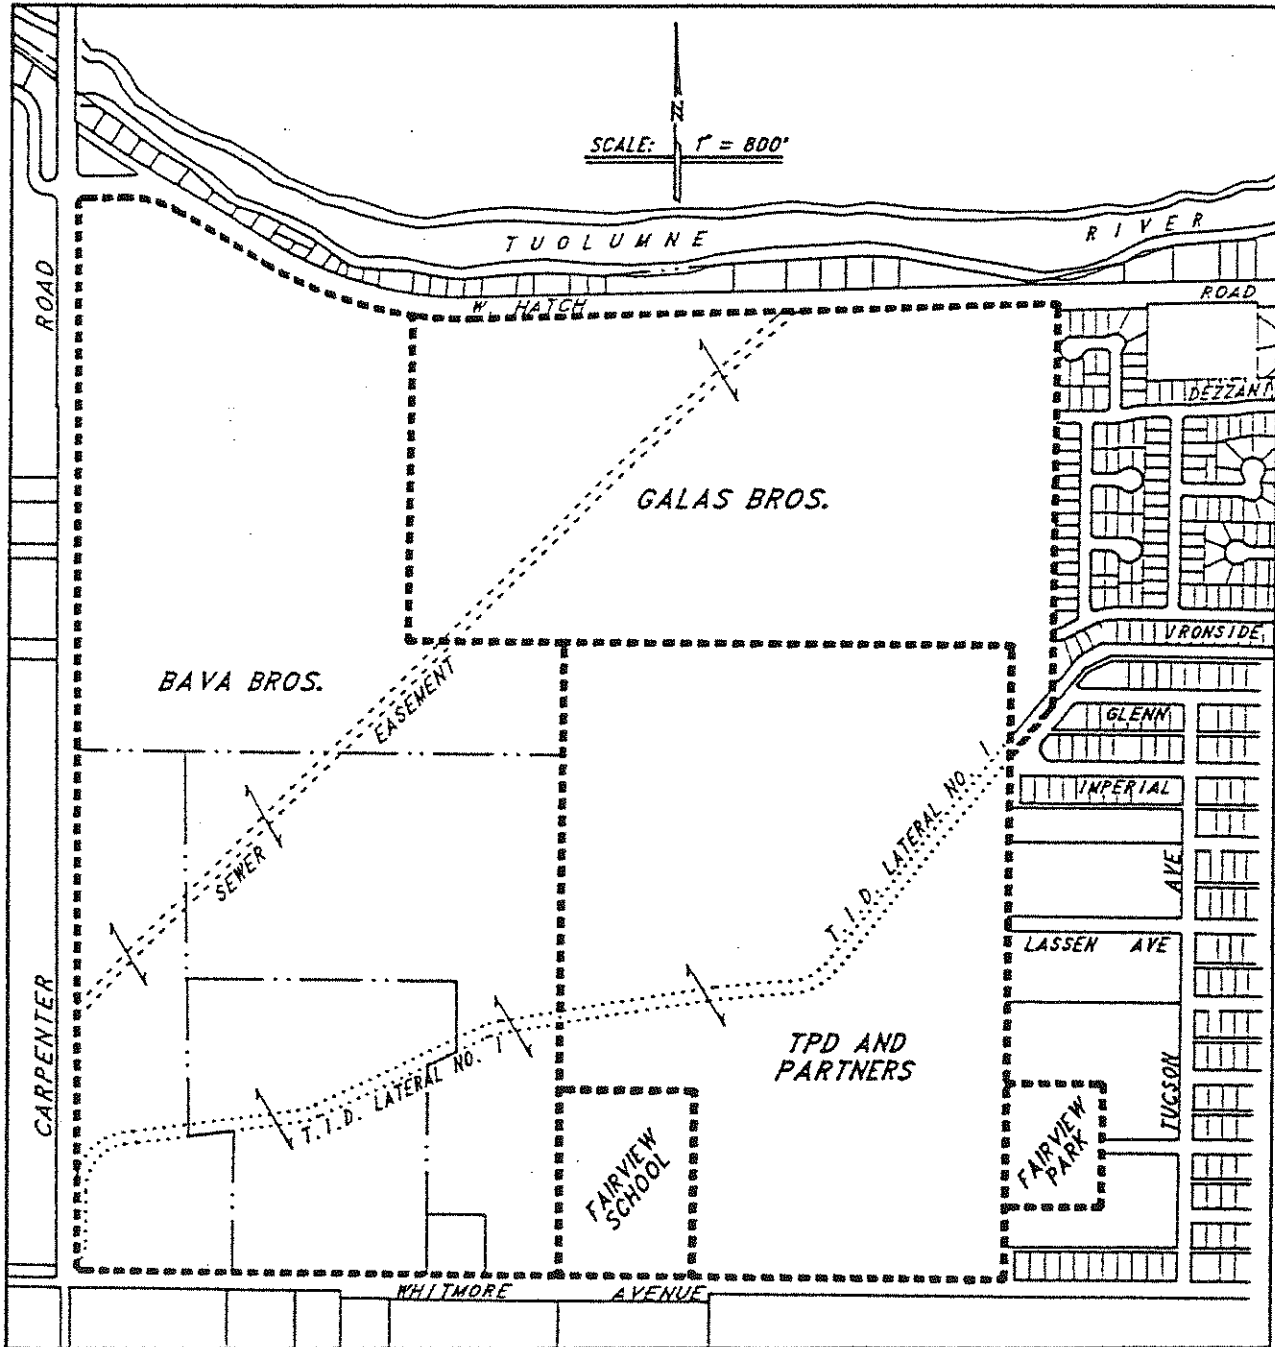 N
SCALE: 1" = 800'
TUOLUMNE RIVER
W. HATCH ROAD
ROAD
DEZZANI
GALAS BROS.
VRONSIDE
BAVA BROS.
EASEMENT
GLENN
IMPERIAL
T.I.D. LATERAL NO. 1
SEWER
AVE
LASSEN AVE
CARPENTER
TPD AND
PARTNERS
T.I.D. LATERAL NO. 1
TUCSON
FAIRVIEW
SCHOOL
FAIRVIEW
PARK
WHITMORE AVENUE